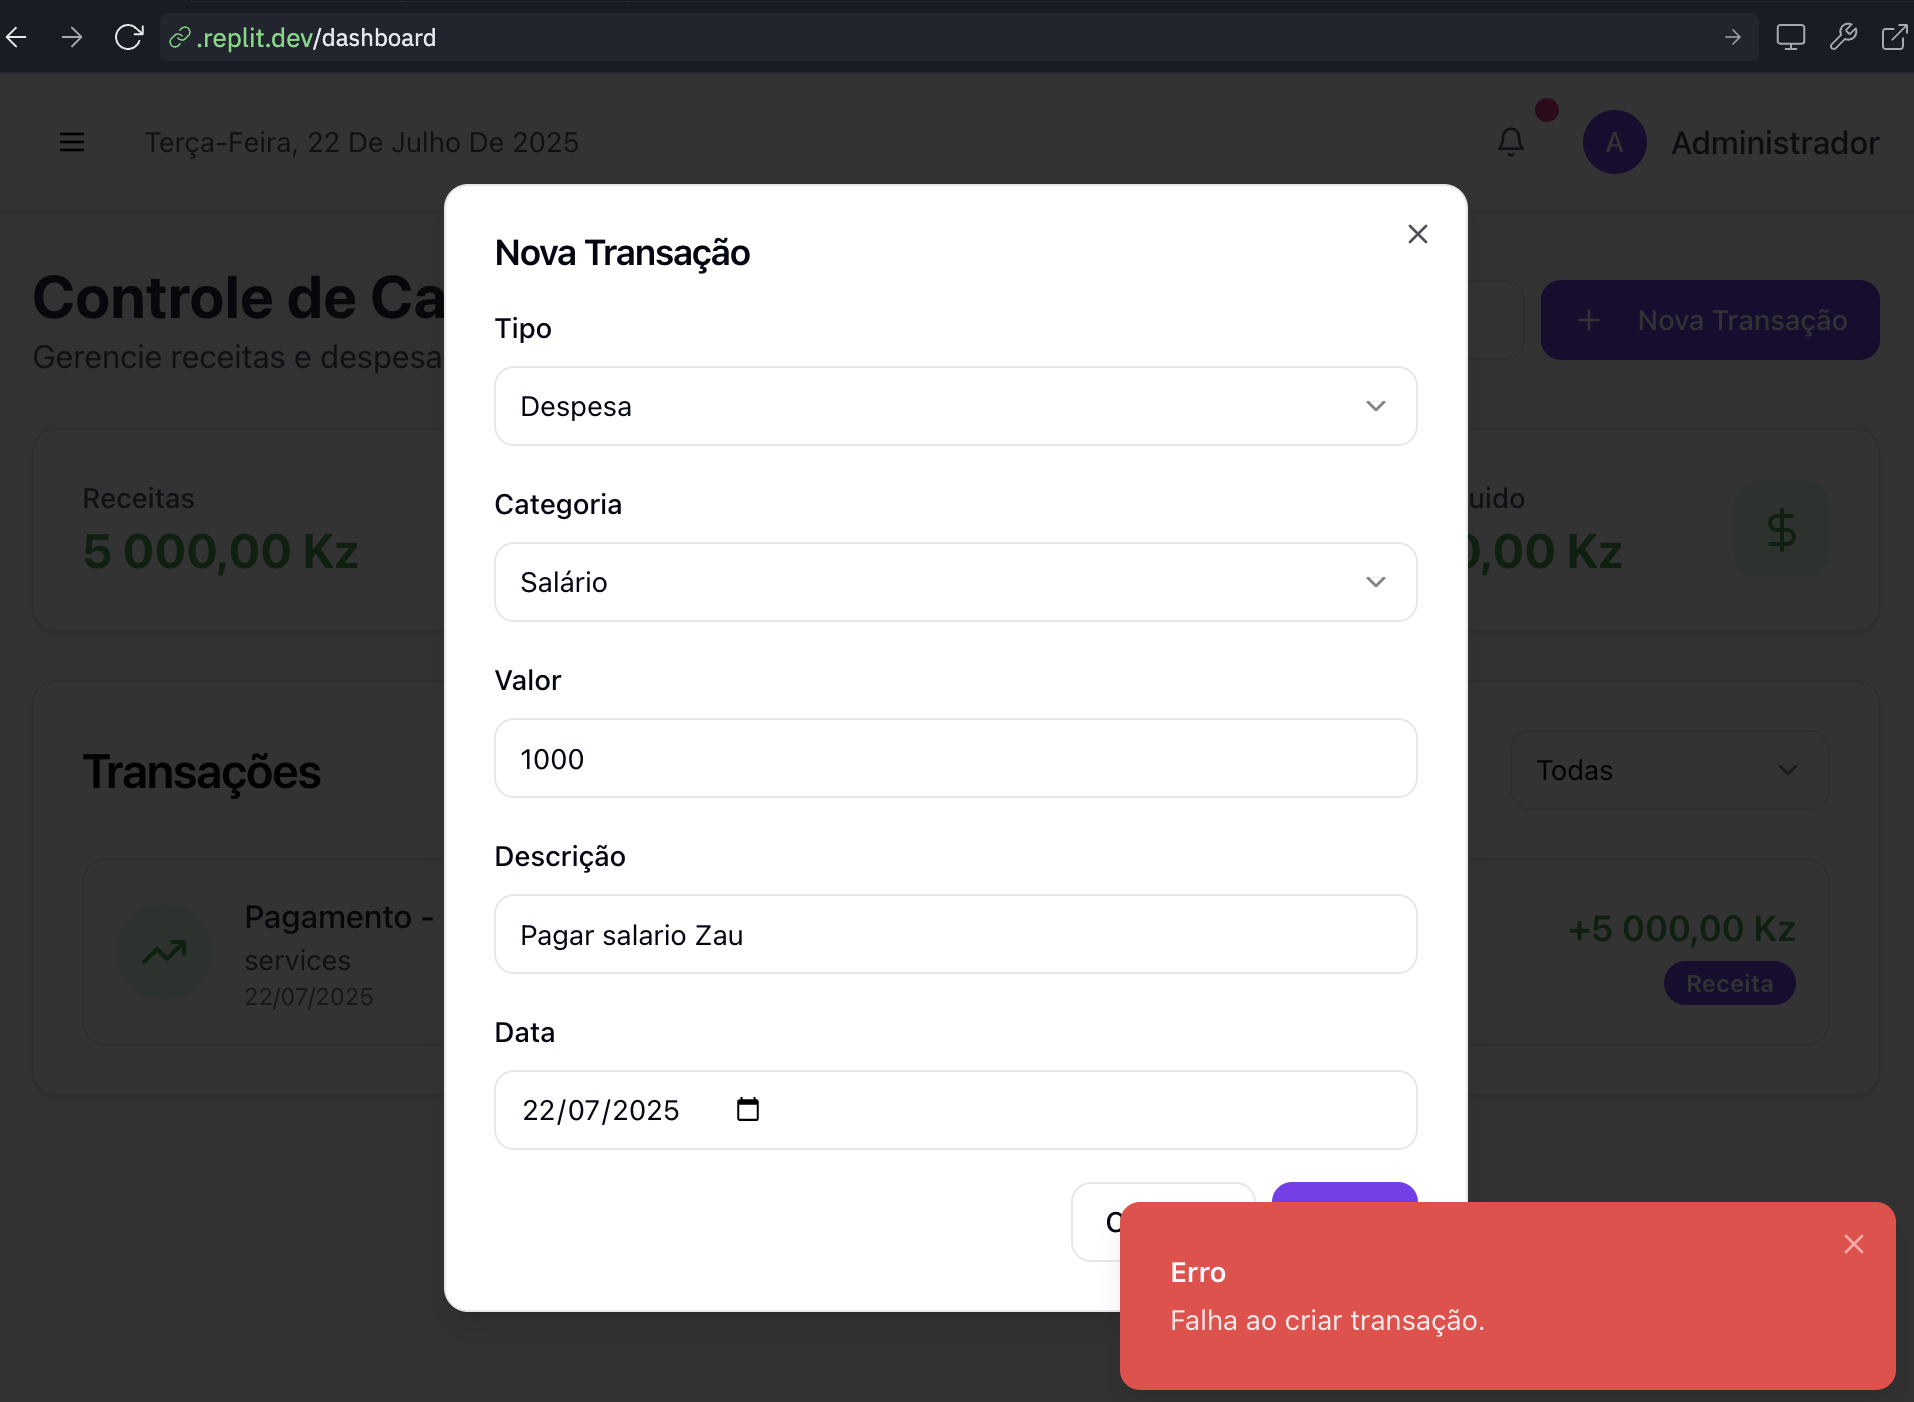 .replit.dev/dashboard
Terça-Feira, 22 De Julho De 2025
A
Administrador
Controle de Ca
Gerencie receitas e despesa
+ Nova Transação
Receitas
5 000,00 Kz
uido
0,00 Kz
$
Transações
Todas
Pagamento -
services
22/07/2025
+5 000,00 Kz
Receita
Nova Transação
Tipo
Despesa
Categoria
Salário
Valor
1000
Descrição
Pagar salario Zau
Data
22/07/2025
Erro
Falha ao criar transação.